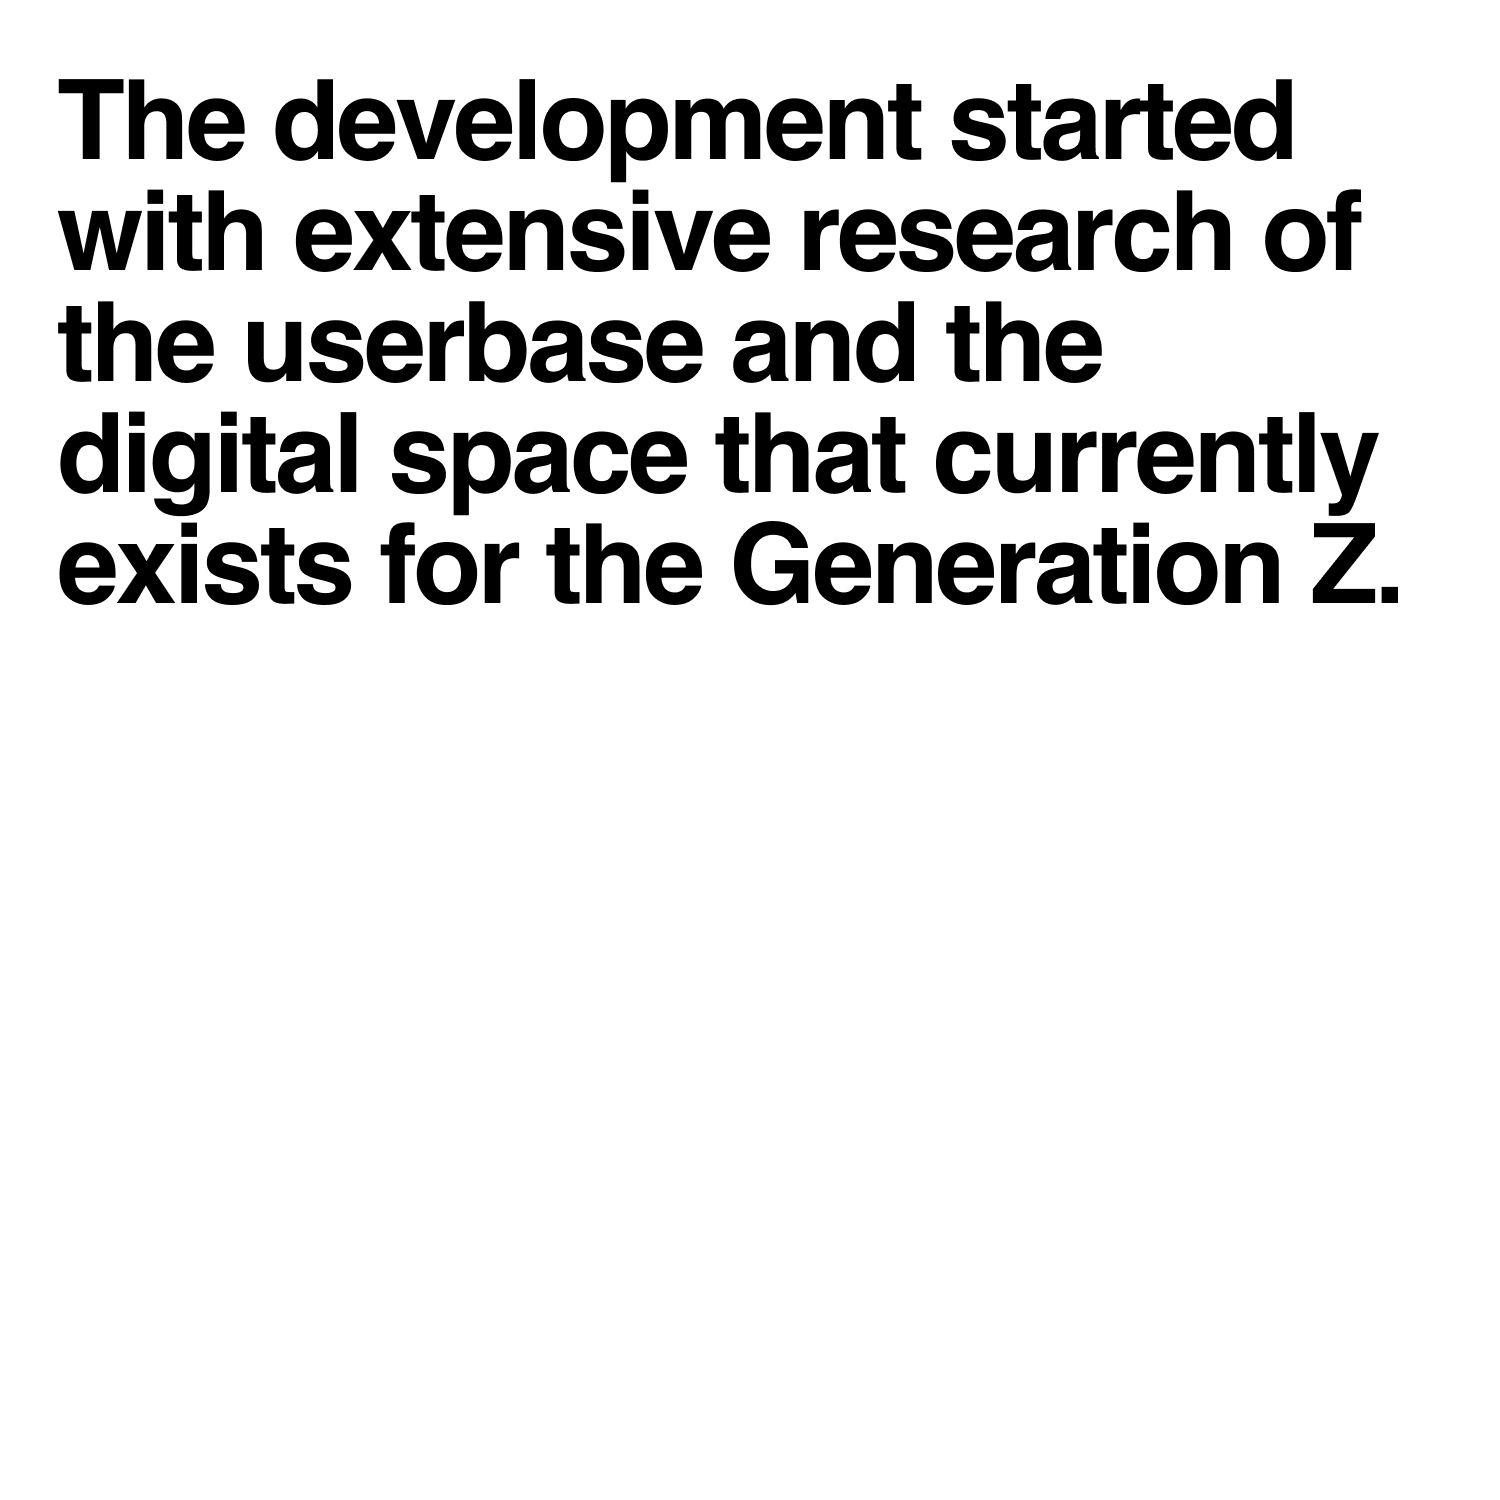 The development started
with extensive research of
the userbase and the
digital space that currently
exists for the Generation Z.